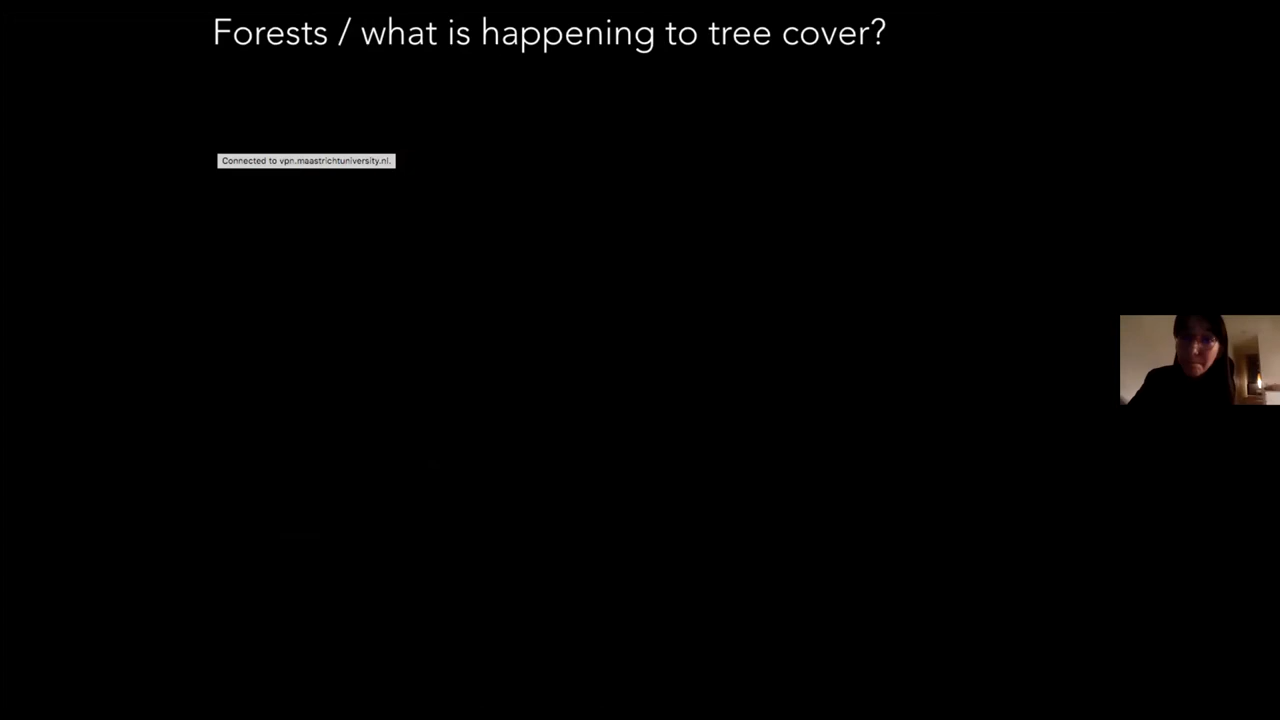 Forests / what is happening to tree cover?
Connected to vpn.maastrichtuniversity.nl.